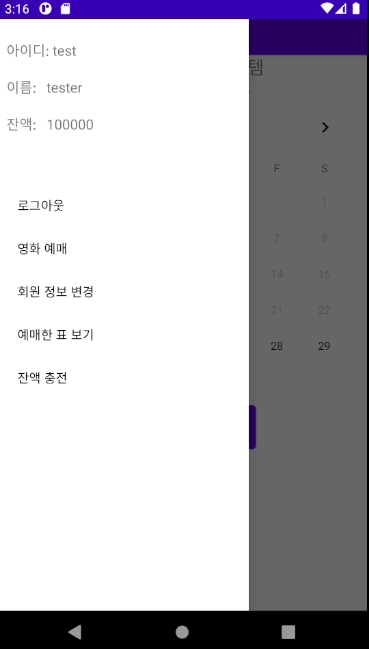 3:16
아이디: test
이름: tester
잔액: 100000
로그아웃
영화 예매
회원 정보 변경
예매한 표 보기
잔액 충전
템
F S
1
7 8
14 15
21 22
28 29